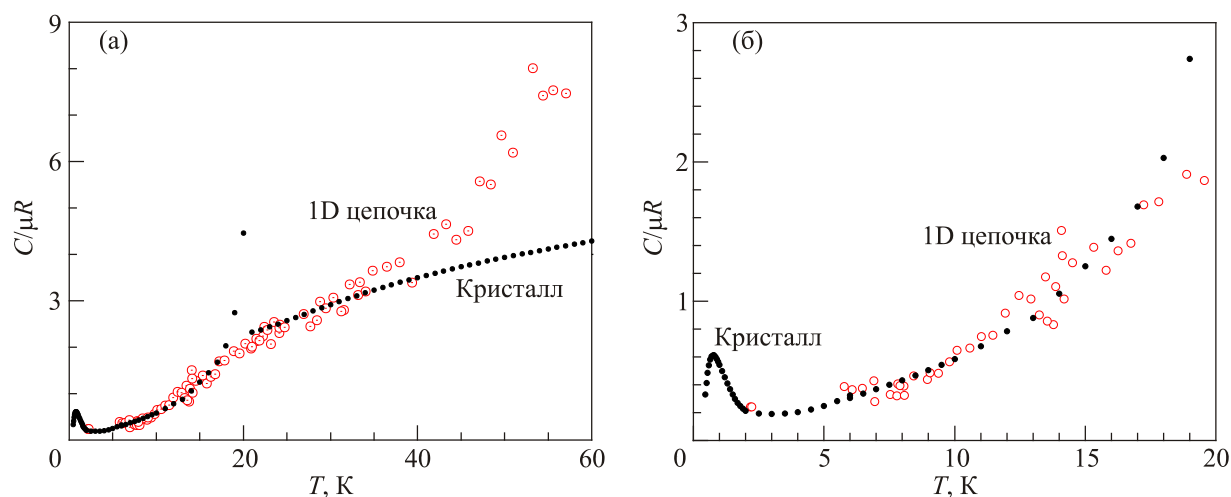 (а)
9
6
3
0
20
40
60
C/μR
T, К
1D цепочка
Кристалл
(б)
3
2
1
0
5
10
15
20
C/μR
T, К
1D цепочка
Кристалл